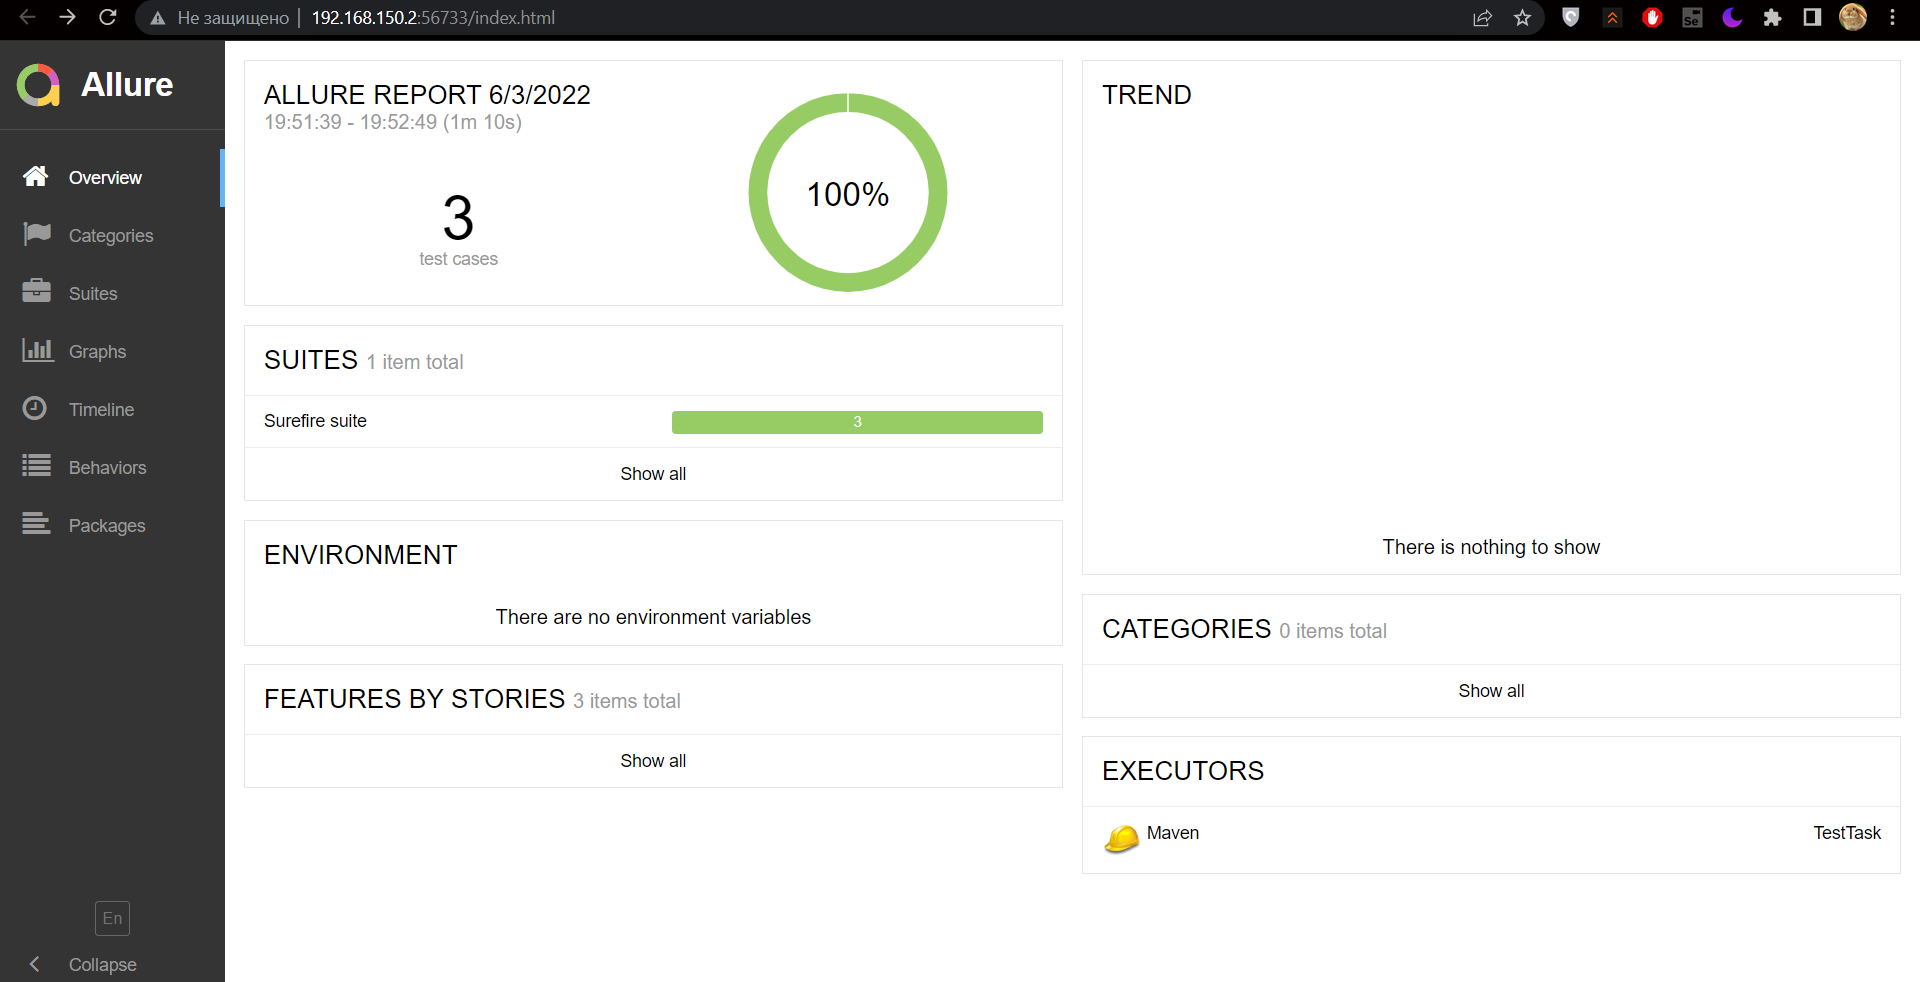 Не защищено | 192.168.150.2:56733/index.html
Se
Allure
Overview
Categories
Suites
Graphs
Timeline
Behaviors
Packages
En
Collapse
ALLURE REPORT 6/3/2022
19:51:39 - 19:52:49 (1m 10s)
3
test cases
100%
SUITES 1 item total
Surefire suite 3
Show all
ENVIRONMENT
There are no environment variables
FEATURES BY STORIES 3 items total
Show all
TREND
There is nothing to show
CATEGORIES 0 items total
Show all
EXECUTORS
Maven TestTask